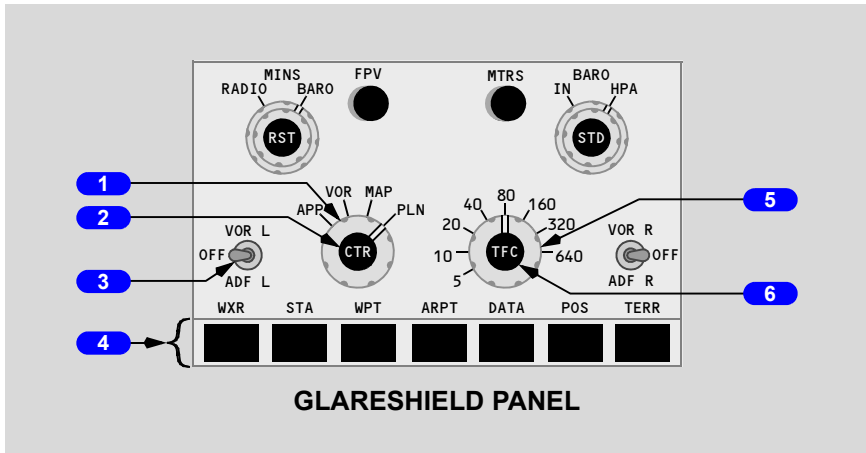 MINS
RADIO BARO
RST
FPV
MTRS
BARO
IN HPA
STD
1
2
3
4
VOR L
OFF
ADF L
APP VOR MAP PLN
CTR
5 10 20 40 80 160 320 640
TFC
VOR R
OFF
ADF R
5
6
WXR STA WPT ARPT DATA POS TERR
GLARESHIELD PANEL